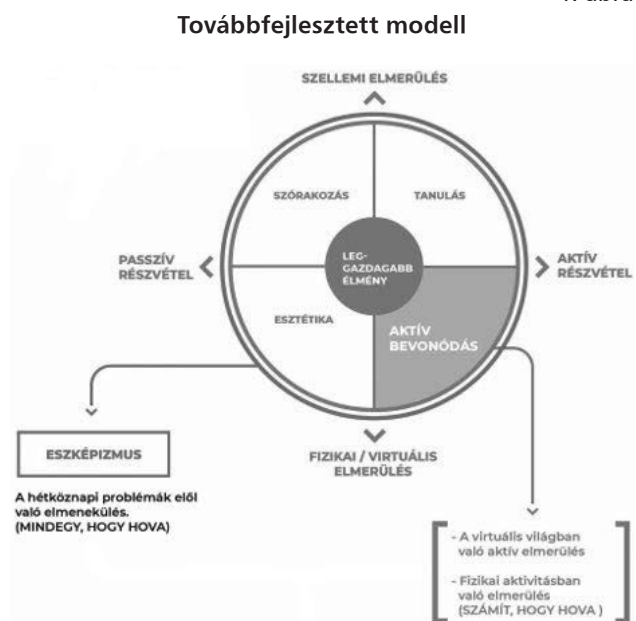 Továbbfejlesztett modell
SZELLEMI ELMERÜLÉS
SZÓRAKOZÁS
TANULÁS
PASSZÍV
RÉSZVÉTEL
LEG-
GAZDAGABB
ÉLMÉNY
AKTÍV
RÉSZVÉTEL
ESZTÉTIKA
AKTÍV
BEVONÓDÁS
FIZIKAI / VIRTUÁLIS
ELMERÜLÉS
ESZKÉPIZMUS
A hétköznapi problémák elől
való elmenekülés.
(MINDEGY, HOGY HOVA)
- A virtuális világban
való aktív elmerülés
- Fizikai aktivitásban
való elmerülés
(SZÁMÍT, HOGY HOVA )